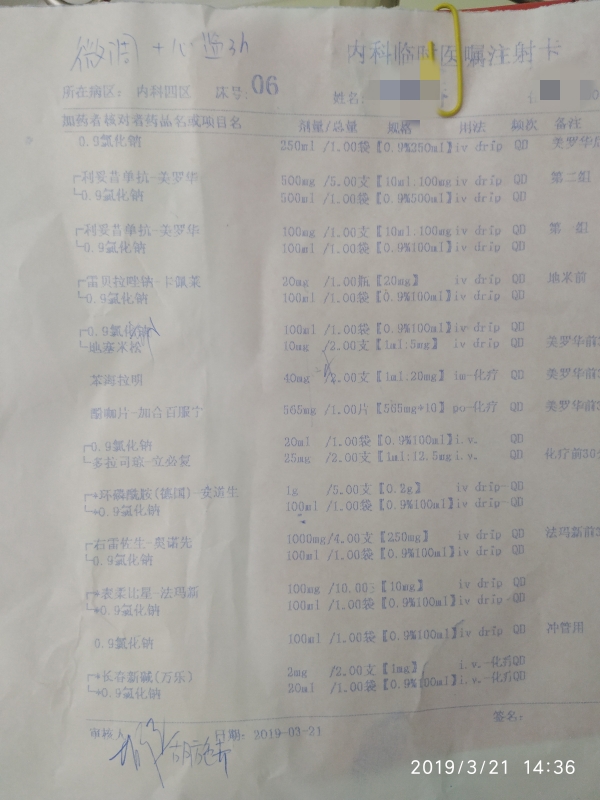 微调 + 心监3h
内科临时医嘱注射卡
所在病区: 内科四区 床号: 06 姓名:
加药者核对者药品名或项目名 剂量/总量 规格 用法 频次 备注
0.9氯化钠 250ml /1.00袋【0.9%250ml】iv drip QD 美罗华
┌利妥昔单抗-美罗华 500mg /5.00支【10ml:100mg iv drip QD 第二组
└0.9氯化钠 500ml /1.00袋【0.9%500ml】iv drip QD
┌利妥昔单抗-美罗华 100mg /1.00支【10ml:100mg iv drip QD 第 组
└0.9氯化钠 100ml /1.00袋【0.9%100ml】iv drip QD
┌雷贝拉唑钠-卡佩莱 20mg /1.00瓶【20mg】 iv drip QD 地米前
└0.9氯化钠 100ml /1.00袋【0.9%100ml】iv drip QD
┌0.9氯化钠 100ml /1.00袋【0.9%100ml】iv drip QD
└地塞米松 10mg /2.00支【1ml:5mg】 iv drip QD 美罗华前
苯海拉明 40mg /2.00支【1ml:20mg】 im-化疗 QD 美罗华前3
酚咖片-加合百服宁 565mg /1.00片【565mg*10】po-化疗 QD 美罗华前3
┌0.9氯化钠 20ml /1.00袋【0.9%100ml】i.v. QD
└多拉司琼-立必复 25mg /2.00支【1ml:12.5mg i.v. QD 化疗前30
┌*环磷酰胺(德国)-安道生 1g /5.00支【0.2g】 iv drip- QD
└*0.9氯化钠 100ml /1.00袋【0.9%100ml】iv drip- QD
┌右雷佐生-奥诺先 1000mg/4.00支【250mg】 iv drip QD 法玛新前3
└0.9氯化钠 100ml /1.00袋【0.9%100ml】iv drip QD
┌*表柔比星-法玛新 100mg /10.00支【10mg】 iv drip QD
└*0.9氯化钠 100ml /1.00袋【0.9%100ml】iv drip- QD
0.9氯化钠 100ml /1.00袋【0.9%100ml】iv drip QD 冲管用
┌*长春新碱(万乐) 2mg /2.00支【1mg】 i.v.-化疗QD
└*0.9氯化钠 20ml /1.00袋【0.9%100ml】i.v.-化疗QD
签名:
审核人 日期: 2019-03-21
2019/3/21 14:36